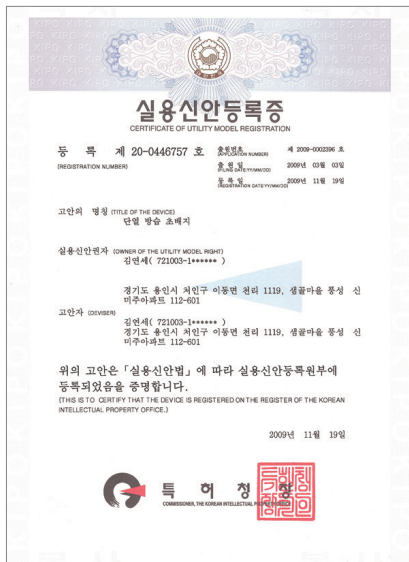 실용신안등록증
CERTIFICATE OF UTILITY MODEL REGISTRATION
등 록 제 20-0446757 호
(REGISTRATION NUMBER)
출원번호 제 2009-0002396 호
(APPLICATION NUMBER)
출 원 일 2009년 03월 03일
(FILING DATE:YY/MM/DD)
등 록 일 2009년 11월 19일
(REGISTRATION DATE:YY/MM/DD)
고안의 명칭 (TITLE OF THE DEVICE)
단열 방습 초배지
실용신안권자 (OWNER OF THE UTILITY MODEL RIGHT)
김연세( 721003-1****** )
경기도 용인시 처인구 이동면 천리 1119, 샘골마을 풍성 신
미주아파트 112-601
고안자 (DEVISER)
김연세( 721003-1****** )
경기도 용인시 처인구 이동면 천리 1119, 샘골마을 풍성 신
미주아파트 112-601
위의 고안은 「실용신안법」에 따라 실용신안등록원부에
등록되었음을 증명합니다.
(THIS IS TO CERTIFY THAT THE DEVICE IS REGISTERED ON THE REGISTER OF THE KOREAN
INTELLECTUAL PROPERTY OFFICE.)
2009년 11월 19일
특 허 청 장
COMMISSIONER, THE KOREAN INTELLECTUAL PROPERTY OFFICE